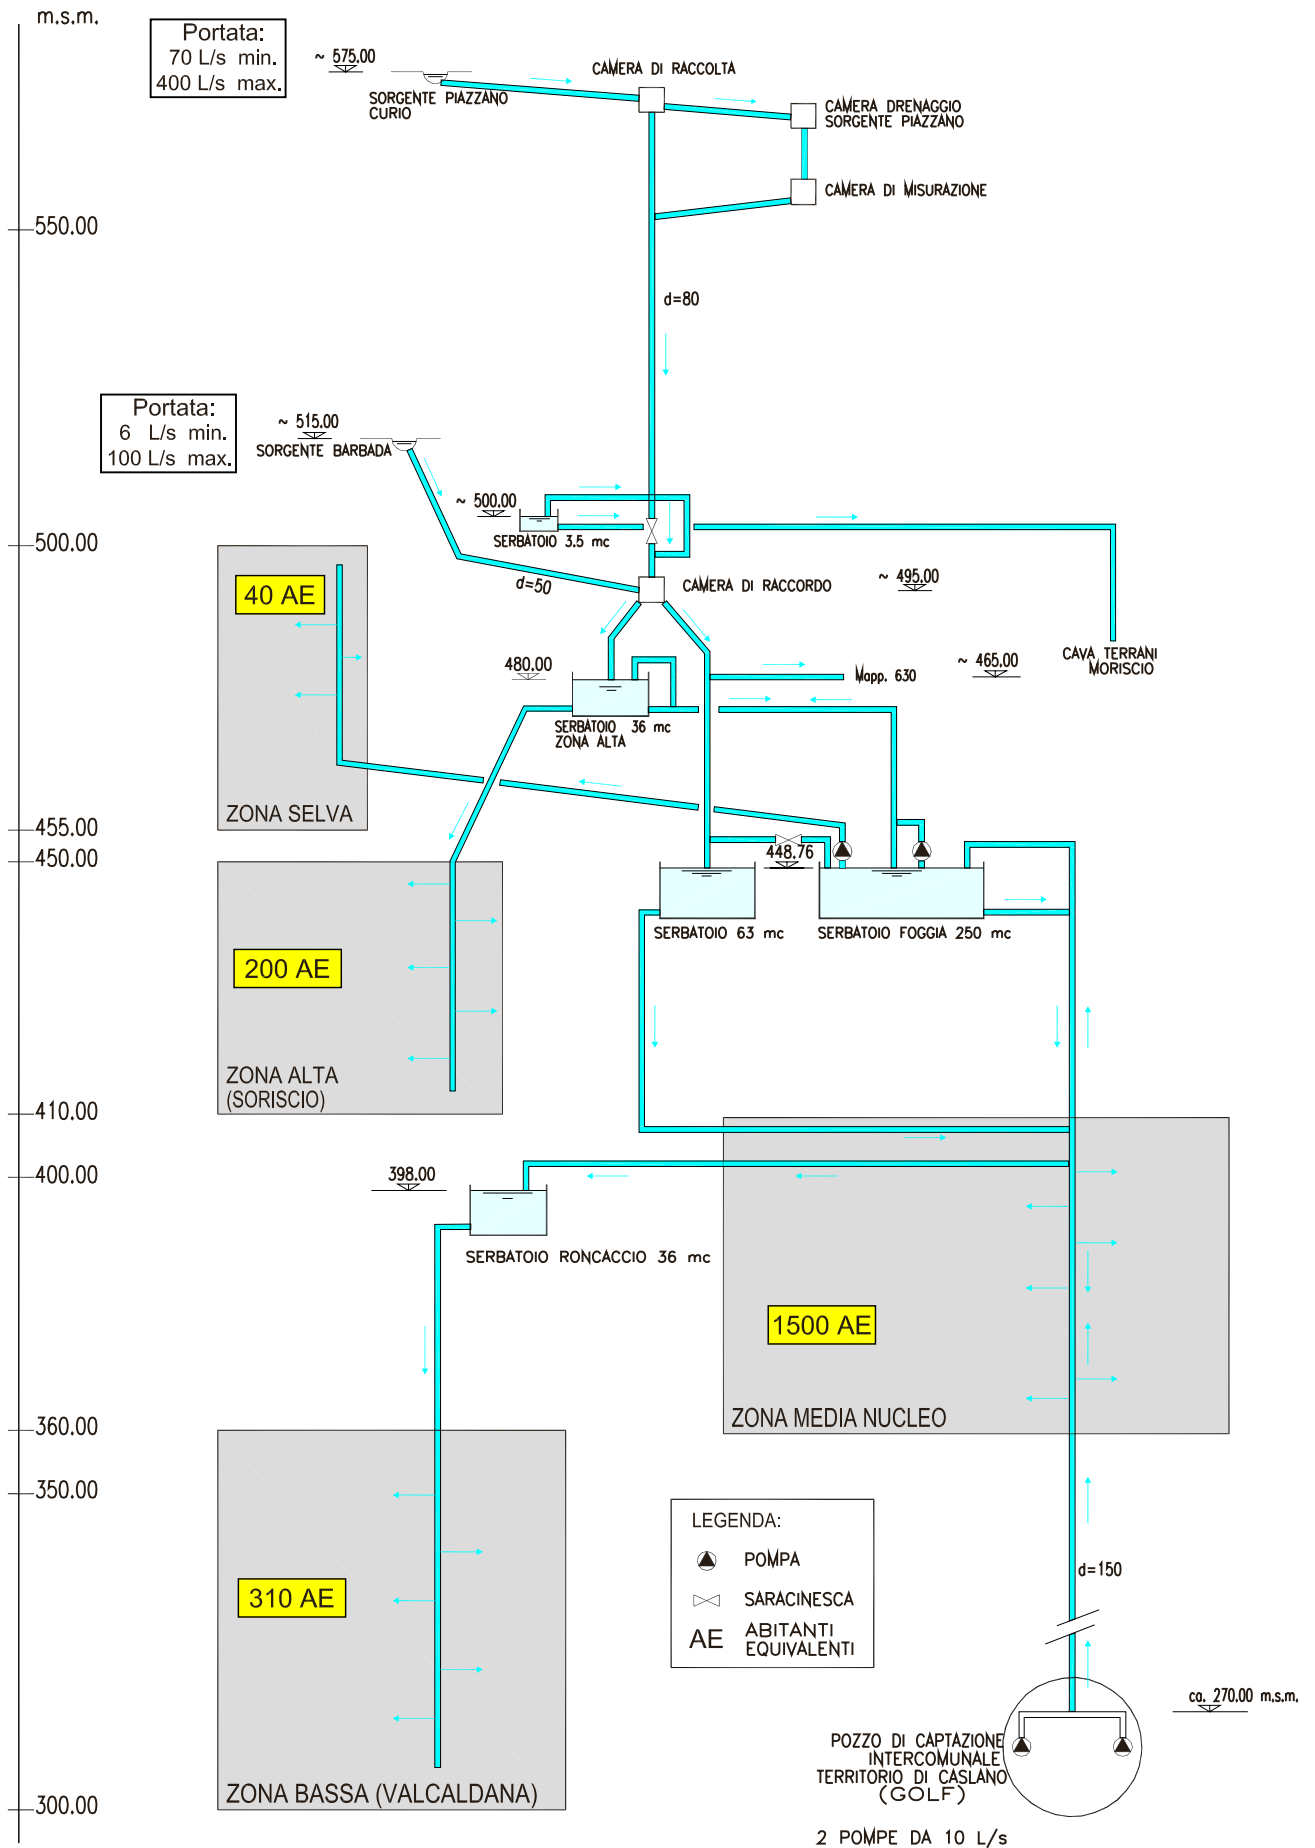 m.s.m.
Portata:
70 L/s min.
400 L/s max.
~ 575.00
SORGENTE PIAZZANO
CURIO
CAMERA DI RACCOLTA
CAMERA DRENAGGIO
SORGENTE PIAZZANO
CAMERA DI MISURAZIONE
550.00
d=80
Portata:
6 L/s min.
100 L/s max.
~ 515.00
SORGENTE BARBADA
~ 500.00
SERBATOIO 3.5 mc
500.00
d=50
CAMERA DI RACCORDO
~ 495.00
40 AE
CAVA TERRANI
MORISCIO
480.00
Mapp. 630
~ 465.00
SERBATOIO 36 mc
ZONA ALTA
ZONA SELVA
455.00
450.00
448.76
SERBATOIO 63 mc
SERBATOIO FOGGIA 250 mc
200 AE
ZONA ALTA
(SORISCIO)
410.00
400.00
398.00
SERBATOIO RONCACCIO 36 mc
1500 AE
ZONA MEDIA NUCLEO
360.00
350.00
LEGENDA:
POMPA
SARACINESCA
AE ABITANTI
EQUIVALENTI
d=150
310 AE
ca. 270.00 m.s.m.
POZZO DI CAPTAZIONE
INTERCOMUNALE
TERRITORIO DI CASLANO
(GOLF)
ZONA BASSA (VALCALDANA)
300.00
2 POMPE DA 10 L/s